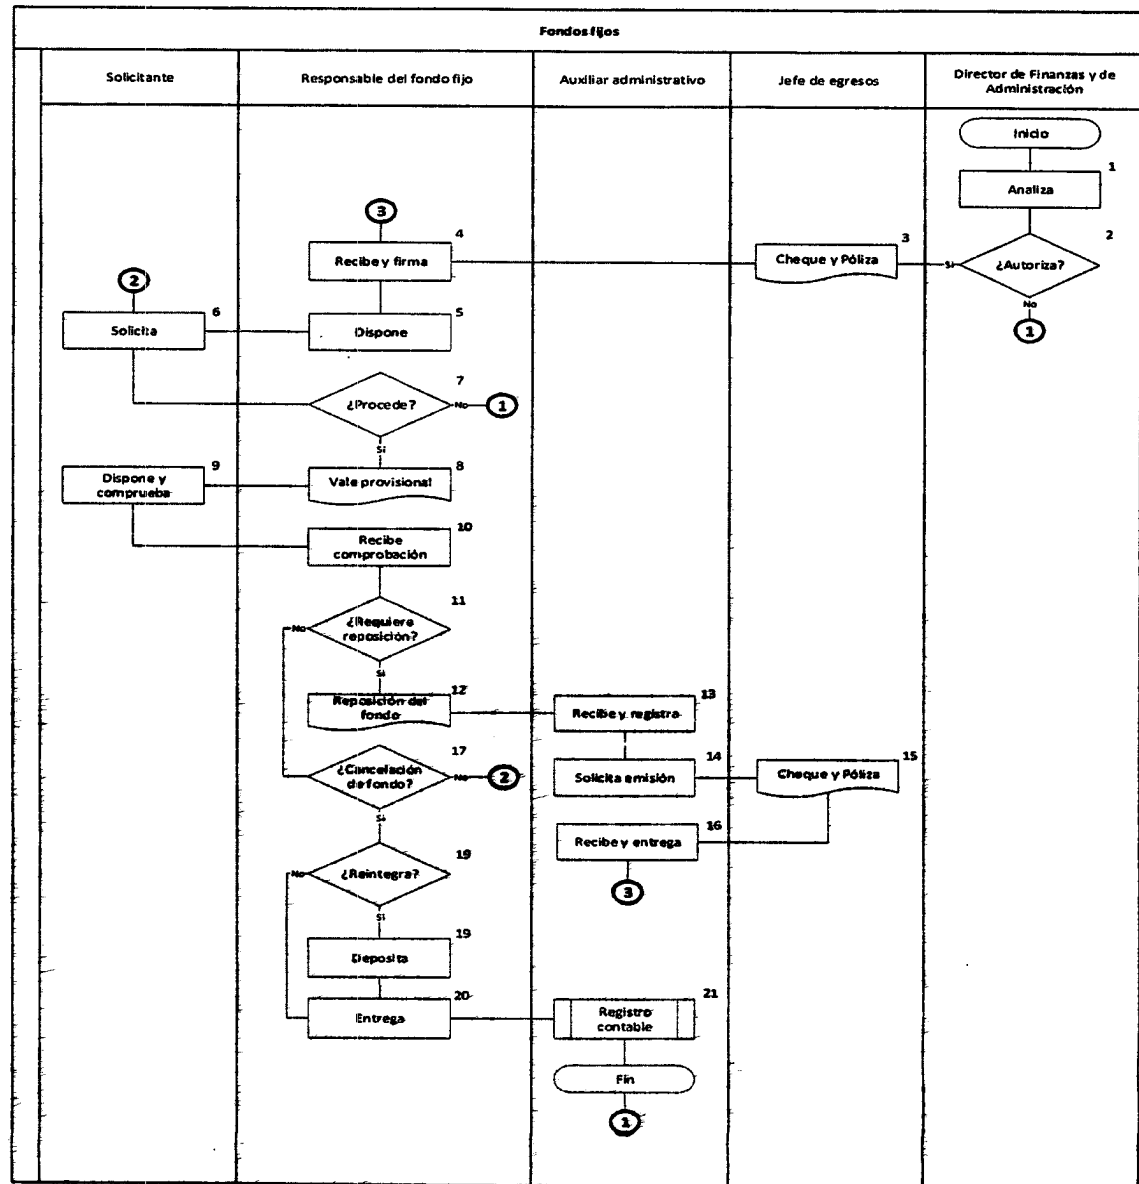 Fondos fijos
Solicitante
Responsable del fondo fijo
Auxiliar administrativo
Jefe de egresos
Director de Finanzas y de
Administración
Inicio
1
Analiza
2
¿Autoriza?
Si
No
1
3
Cheque y Póliza
3
4
Recibe y firma
5
Dispone
2
6
Solicita
7
¿Procede?
No
1
Si
8
Vale provisional
9
Dispone y
comprueba
10
Recibe
comprobación
11
¿Requiere
reposición?
No
Si
12
Reposición del
fondo
13
Recibe y registra
14
Solicita emisión
15
Cheque y Póliza
16
Recibe y entrega
3
17
¿Cancelación
de fondo?
No
2
Si
19
¿Reintegra?
No
Si
19
Deposita
20
Entrega
21
Registro
contable
Fin
1